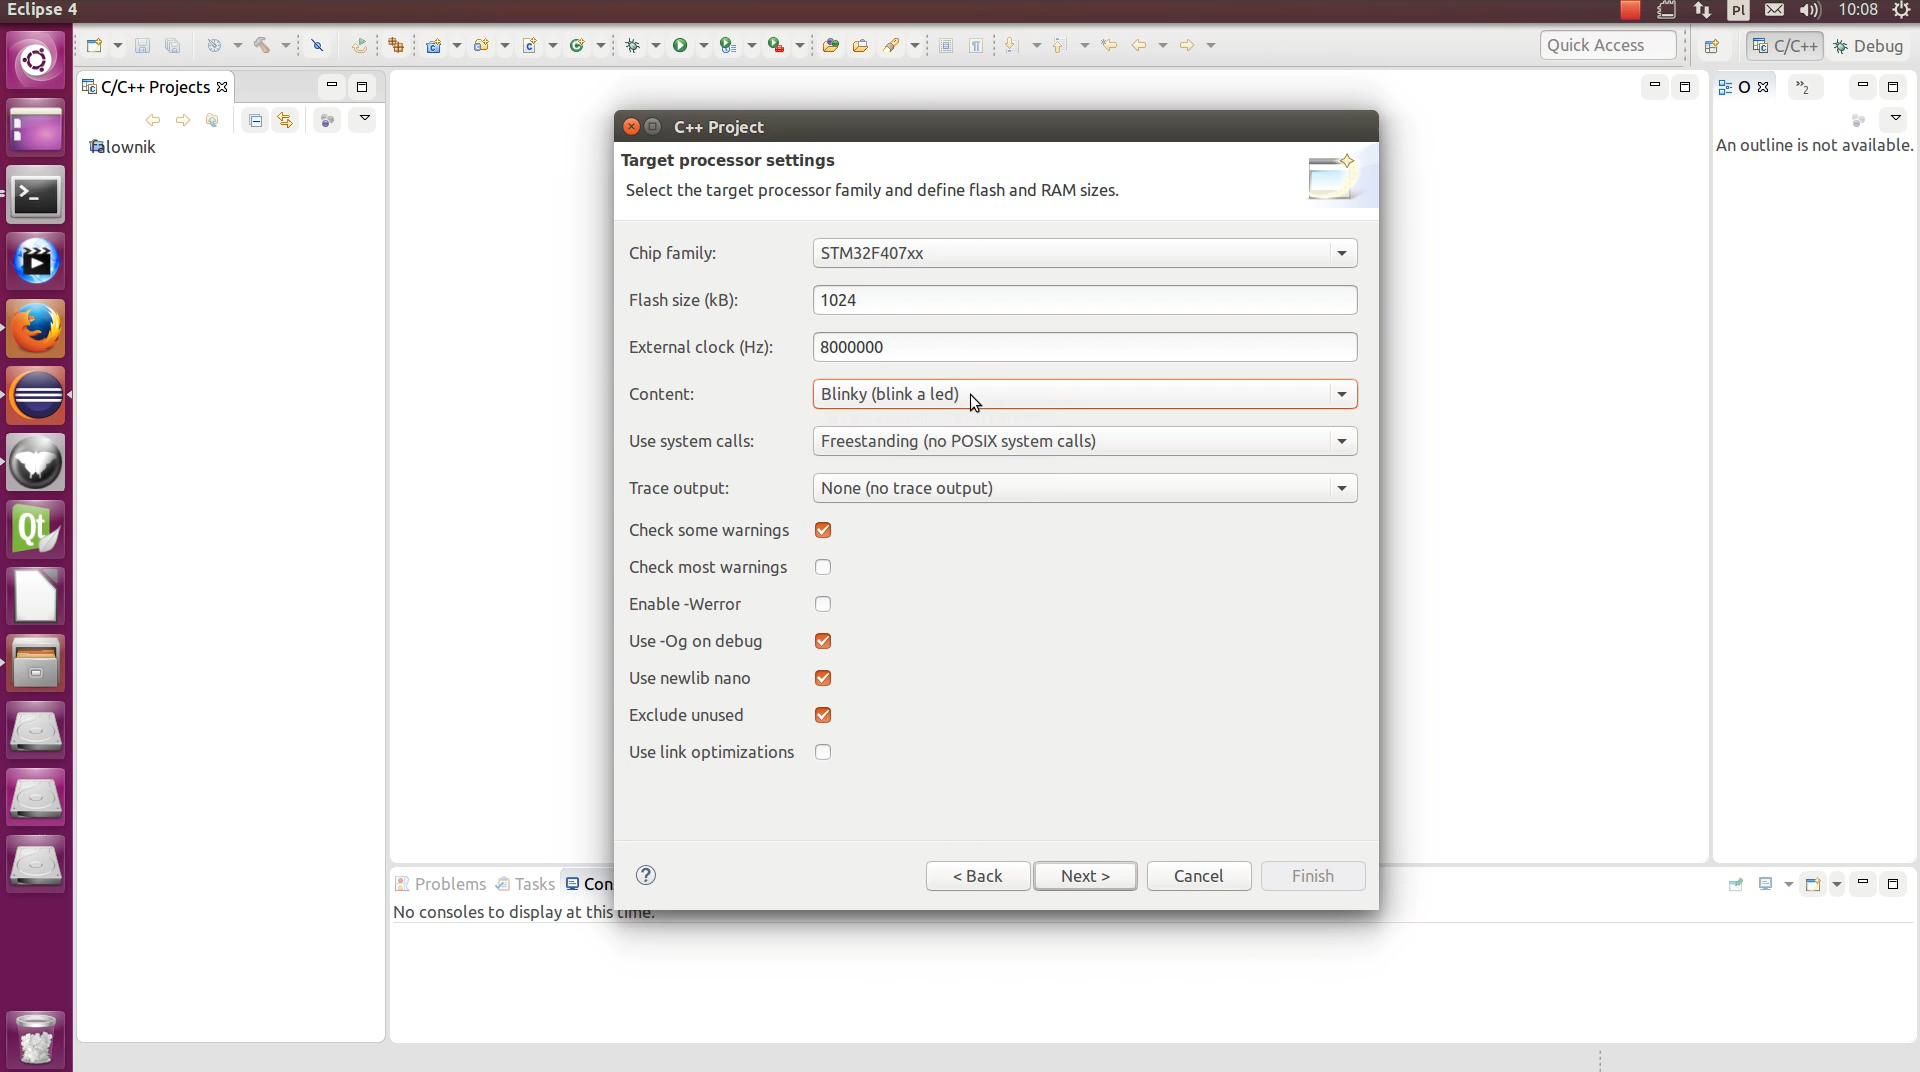 Eclipse 4
Pl
10:08
Quick Access
C/C++
Debug
C/C++ Projects
O
»2
falownik
An outline is not available.
C++ Project
Target processor settings
Select the target processor family and define flash and RAM sizes.
Chip family:
STM32F407xx
Flash size (kB):
1024
External clock (Hz):
8000000
Content:
Blinky (blink a led)
Use system calls:
Freestanding (no POSIX system calls)
Trace output:
None (no trace output)
Check some warnings
Check most warnings
Enable -Werror
Use -Og on debug
Use newlib nano
Exclude unused
Use link optimizations
?
< Back
Next >
Cancel
Finish
Problems
Tasks
Con
No consoles to display at this time.
Qt